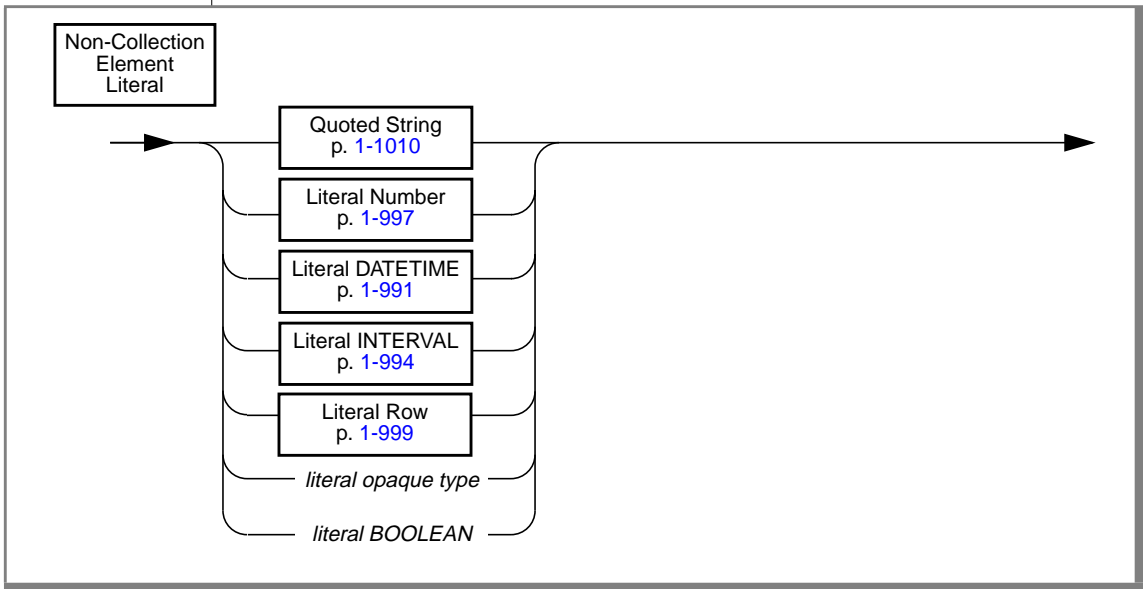 Non-Collection
Element
Literal
Quoted String
p. 1-1010
Literal Number
p. 1-997
Literal DATETIME
p. 1-991
Literal INTERVAL
p. 1-994
Literal Row
p. 1-999
literal opaque type
literal BOOLEAN